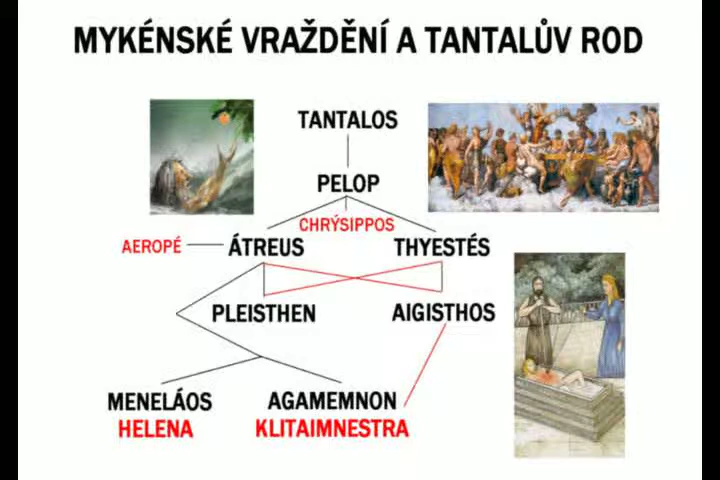 MYKÉNSKÉ VRAŽDĚNÍ A TANTALŮV ROD
TANTALOS
PELOP
CHRÝSIPPOS
AEROPÉ ÁTREUS THYESTÉS
PLEISTHEN AIGISTHOS
MENELÁOS AGAMEMNON
HELENA KLITAIMNESTRA